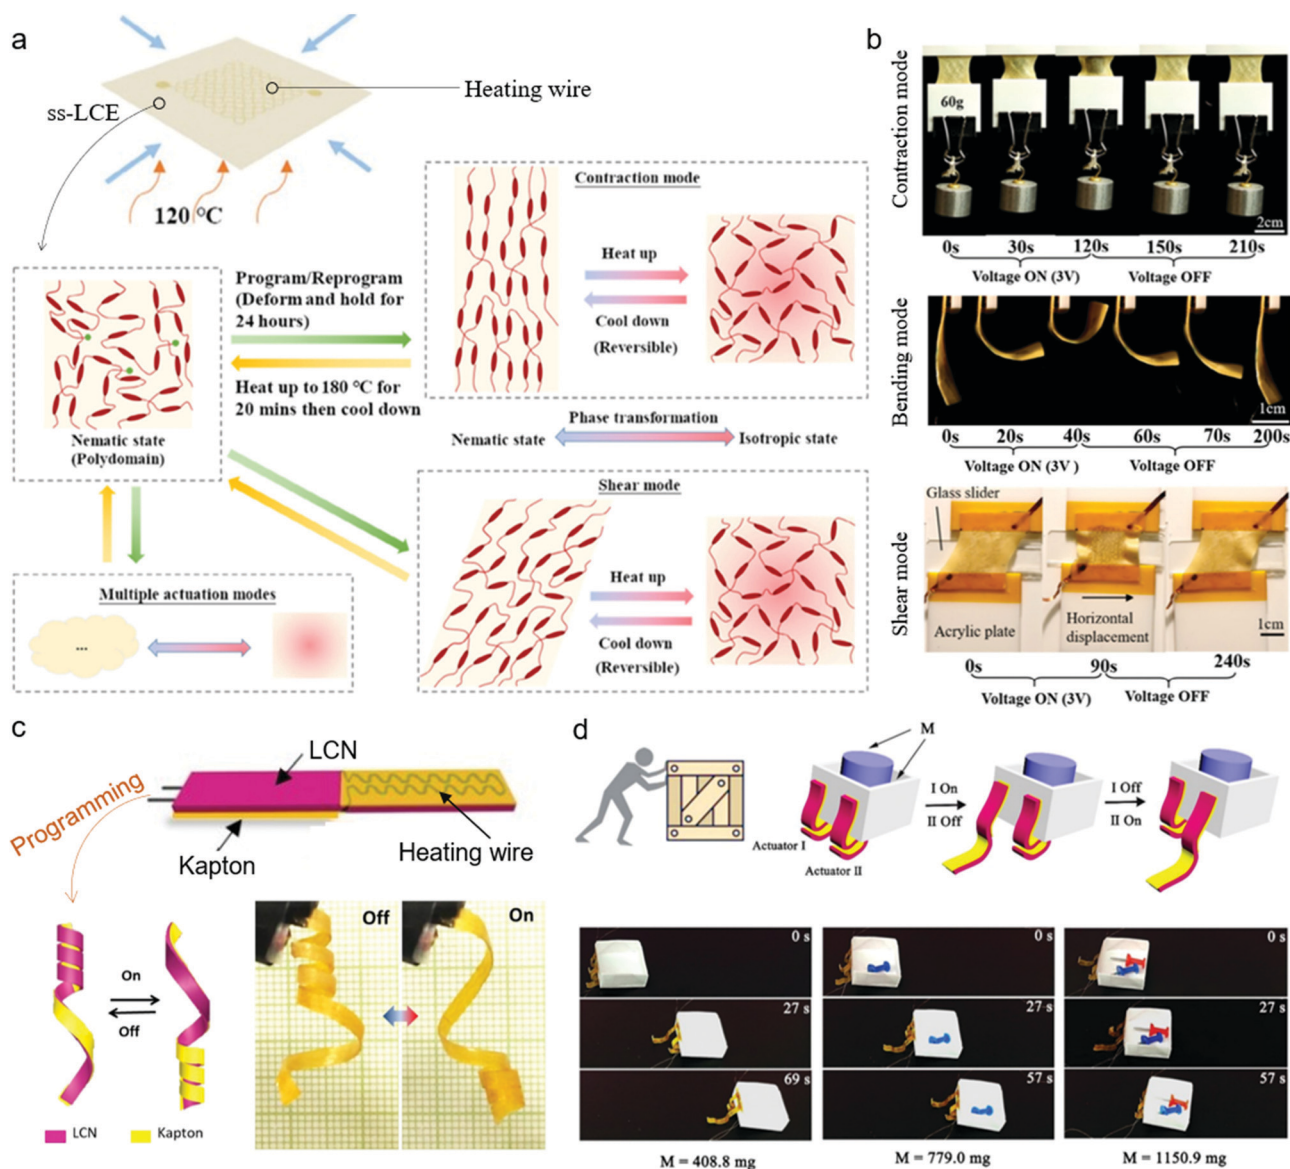 a
Heating wire
ss-LCE
120 °C
Program/Reprogram
(Deform and hold for
24 hours)
Heat up to 180 °C for
20 mins then cool down
Nematic state
(Polydomain)
Contraction mode
Heat up
Cool down
(Reversible)
Phase transformation
Nematic state
Isotropic state
Shear mode
Heat up
Cool down
(Reversible)
Multiple actuation modes
...
b
Contraction mode
60g
2cm
0s 30s 120s 150s 210s
Voltage ON (3V) Voltage OFF
Bending mode
1cm
0s 20s 40s 60s 70s 200s
Voltage ON (3V ) Voltage OFF
Shear mode
Glass slider
Acrylic plate
Horizontal
displacement
1cm
0s 90s 240s
Voltage ON (3V) Voltage OFF
c
LCN
Programming
Kapton
Heating wire
On
Off
Off
On
LCN
Kapton
d
M
Actuator I
Actuator II
I On
II Off
I Off
II On
0 s
27 s
69 s
M = 408.8 mg
0 s
27 s
57 s
M = 779.0 mg
0 s
27 s
57 s
M = 1150.9 mg